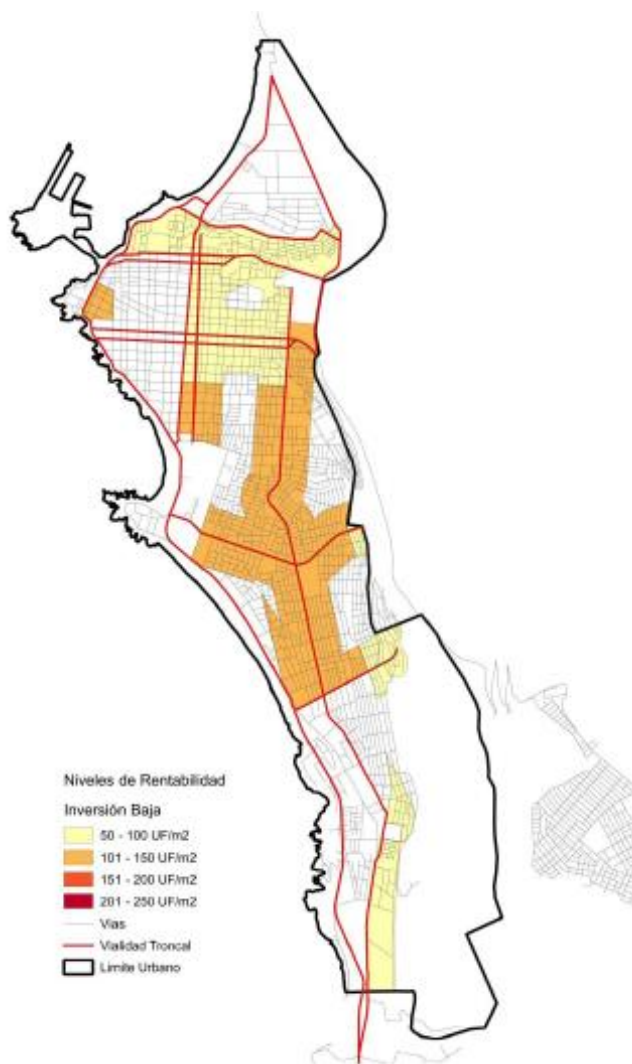 Niveles de Rentabilidad
Inversión Baja
50 - 100 UF/m2
101 - 150 UF/m2
151 - 200 UF/m2
201 - 250 UF/m2
Vias
Vialidad Troncal
Limite Urbano